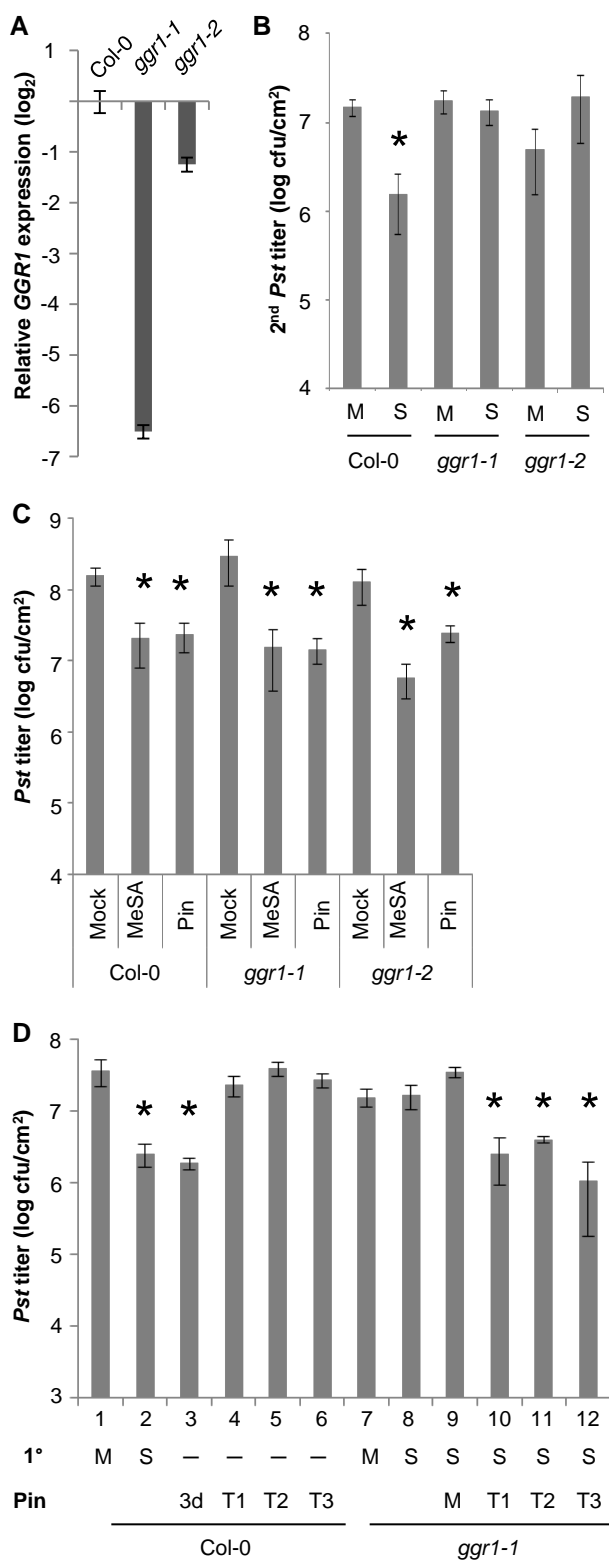 A
Relative GGR1 expression (log2)
Col-0 ggr1-1 ggr1-2
1
-1
-2
-3
-4
-5
-6
-7
B
2nd Pst titer (log cfu/cm2)
8
7
6
5
4
*
M S M S M S
Col-0 ggr1-1 ggr1-2
C
Pst titer (log cfu/cm2)
9
8
7
6
5
4
* * * * * *
Mock MeSA Pin Mock MeSA Pin Mock MeSA Pin
Col-0 ggr1-1 ggr1-2
D
Pst titer (log cfu/cm2)
8
7
6
5
4
3
* * * * *
1 2 3 4 5 6 7 8 9 10 11 12
1° M S – – – – M S S S S S
Pin 3d T1 T2 T3 M T1 T2 T3
Col-0 ggr1-1